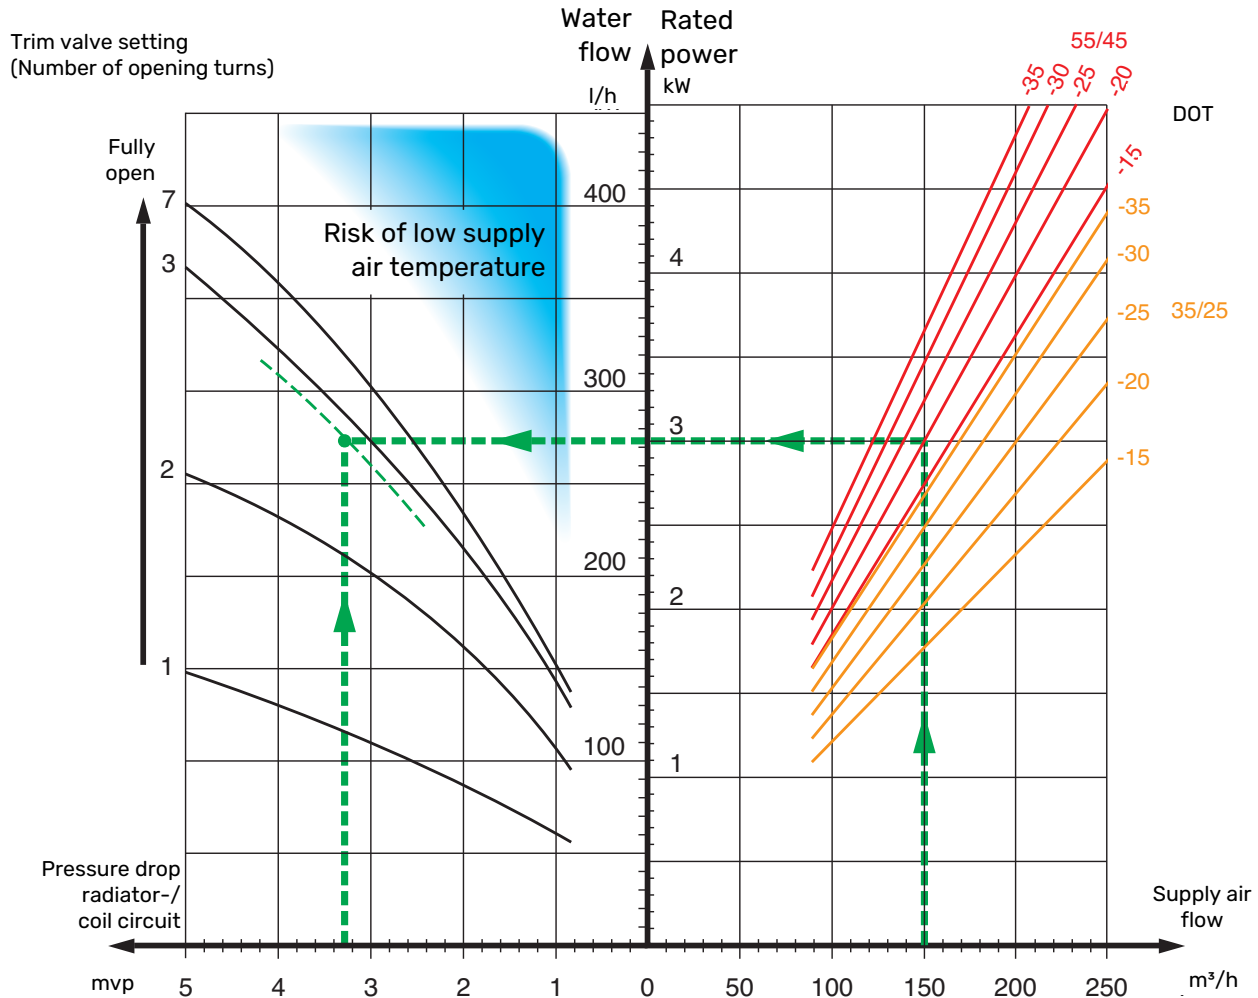 Water
flow
Rated
power
Trim valve setting
(Number of opening turns)
l/h
kW
55/45
-35
-30
-25
-20
DOT
Fully
open
-15
7
400
-35
Risk of low supply
air temperature
3
4
-30
-25
35/25
300
-20
3
2
-15
200
2
1
100
1
Pressure drop
radiator-/
coil circuit
Supply air
flow
mvp
5
4
3
2
1
0
50
100
150
200
250
m³/h